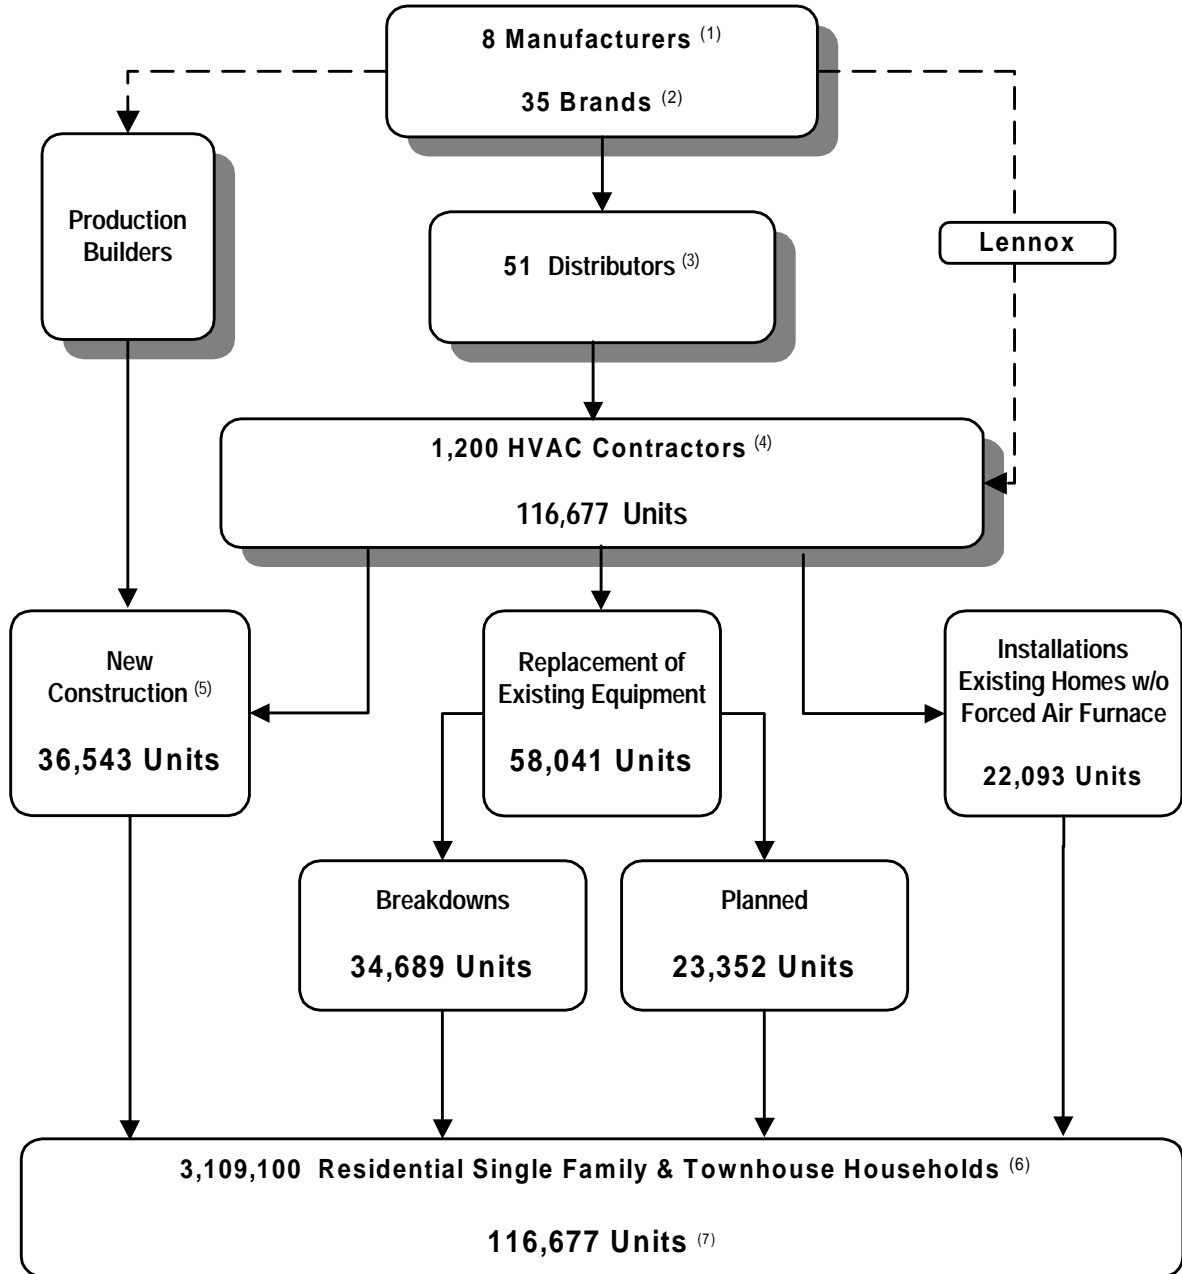 8 Manufacturers (1)
35 Brands (2)
Production
Builders
51 Distributors (3)
Lennox
1,200 HVAC Contractors (4)
116,677 Units
New
Construction (5)
36,543 Units
Replacement of
Existing Equipment
58,041 Units
Installations
Existing Homes w/o
Forced Air Furnace
22,093 Units
Breakdowns
34,689 Units
Planned
23,352 Units
3,109,100 Residential Single Family & Townhouse Households (6)
116,677 Units (7)